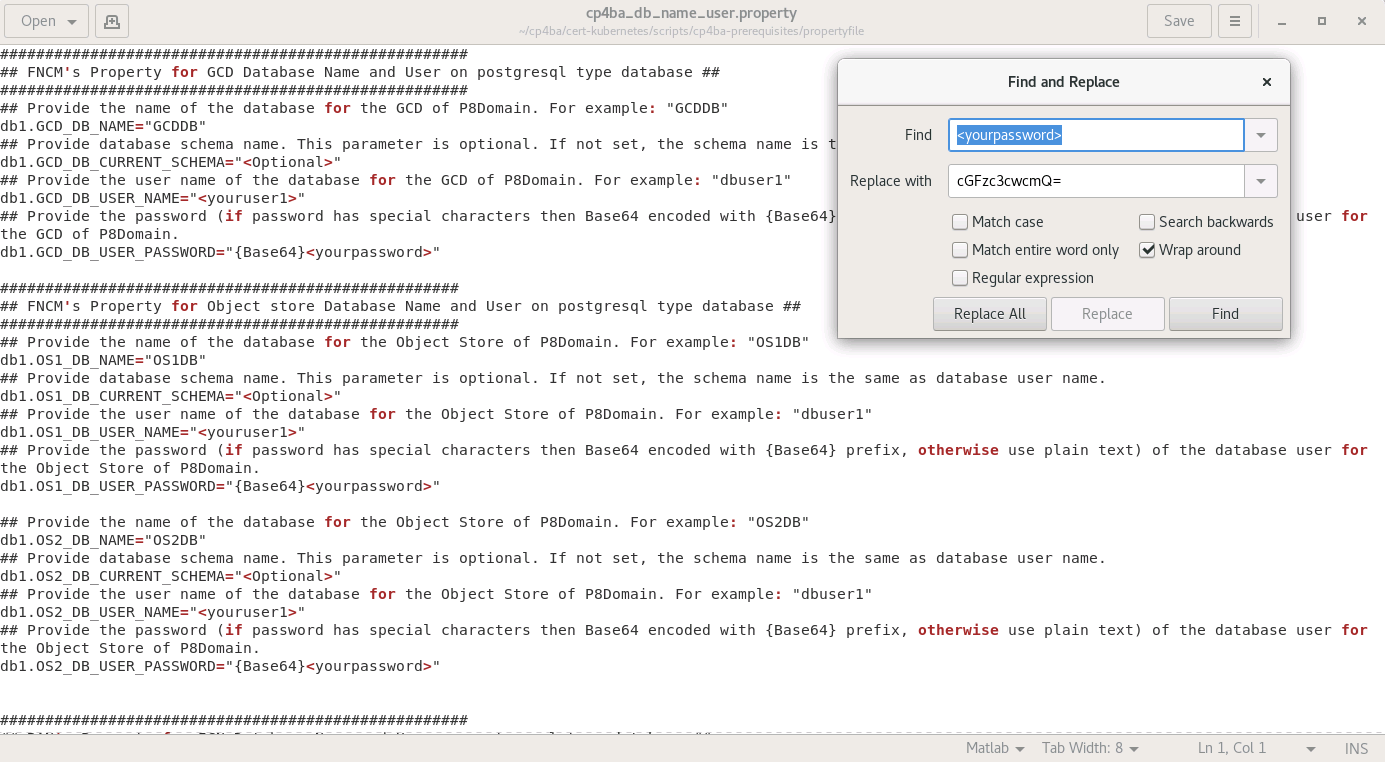 Open
cp4ba_db_name_user.property
~/cp4ba/cert-kubernetes/scripts/cp4ba-prerequisites/propertyfile
Save
####################################################
## FNCM's Property for GCD Database Name and User on postgresql type database ##
####################################################
## Provide the name of the database for the GCD of P8Domain. For example: "GCDDB"
db1.GCD_DB_NAME="GCDDB"
## Provide database schema name. This parameter is optional. If not set, the schema name is t
db1.GCD_DB_CURRENT_SCHEMA="<Optional>"
## Provide the user name of the database for the GCD of P8Domain. For example: "dbuser1"
db1.GCD_DB_USER_NAME="<youruser1>"
## Provide the password (if password has special characters then Base64 encoded with {Base64} user for
the GCD of P8Domain.
db1.GCD_DB_USER_PASSWORD="{Base64}<yourpassword>"
###################################################
## FNCM's Property for Object store Database Name and User on postgresql type database ##
###################################################
## Provide the name of the database for the Object Store of P8Domain. For example: "OS1DB"
db1.OS1_DB_NAME="OS1DB"
## Provide database schema name. This parameter is optional. If not set, the schema name is the same as database user name.
db1.OS1_DB_CURRENT_SCHEMA="<Optional>"
## Provide the user name of the database for the Object Store of P8Domain. For example: "dbuser1"
db1.OS1_DB_USER_NAME="<youruser1>"
## Provide the password (if password has special characters then Base64 encoded with {Base64} prefix, otherwise use plain text) of the database user for
the Object Store of P8Domain.
db1.OS1_DB_USER_PASSWORD="{Base64}<yourpassword>"
## Provide the name of the database for the Object Store of P8Domain. For example: "OS2DB"
db1.OS2_DB_NAME="OS2DB"
## Provide database schema name. This parameter is optional. If not set, the schema name is the same as database user name.
db1.OS2_DB_CURRENT_SCHEMA="<Optional>"
## Provide the user name of the database for the Object Store of P8Domain. For example: "dbuser1"
db1.OS2_DB_USER_NAME="<youruser1>"
## Provide the password (if password has special characters then Base64 encoded with {Base64} prefix, otherwise use plain text) of the database user for
the Object Store of P8Domain.
db1.OS2_DB_USER_PASSWORD="{Base64}<yourpassword>"
####################################################
Find and Replace
Find <yourpassword>
Replace with cGFzc3cwcmQ=
Match case Search backwards
Match entire word only Wrap around
Regular expression
Replace All Replace Find
Matlab Tab Width: 8 Ln 1, Col 1 INS